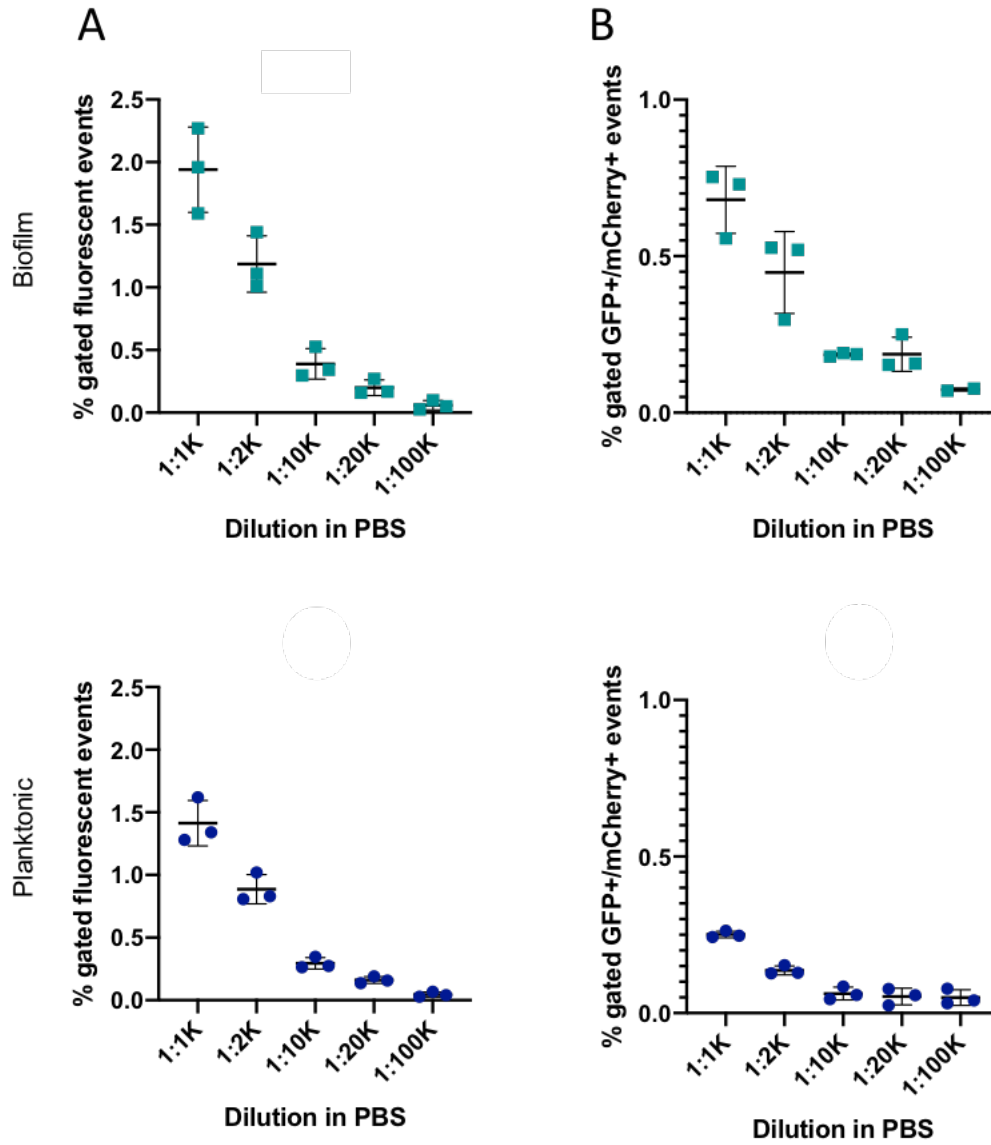 A
B
Biofilm
% gated fluorescent events
2.5
2.0
1.5
1.0
0.5
0.0
1:1K
1:2K
1:10K
1:20K
1:100K
Dilution in PBS
% gated GFP+/mCherry+ events
1.0
0.5
0.0
1:1K
1:2K
1:10K
1:20K
1:100K
Dilution in PBS
Planktonic
% gated fluorescent events
2.5
2.0
1.5
1.0
0.5
0.0
1:1K
1:2K
1:10K
1:20K
1:100K
Dilution in PBS
% gated GFP+/mCherry+ events
1.0
0.5
0.0
1:1K
1:2K
1:10K
1:20K
1:100K
Dilution in PBS